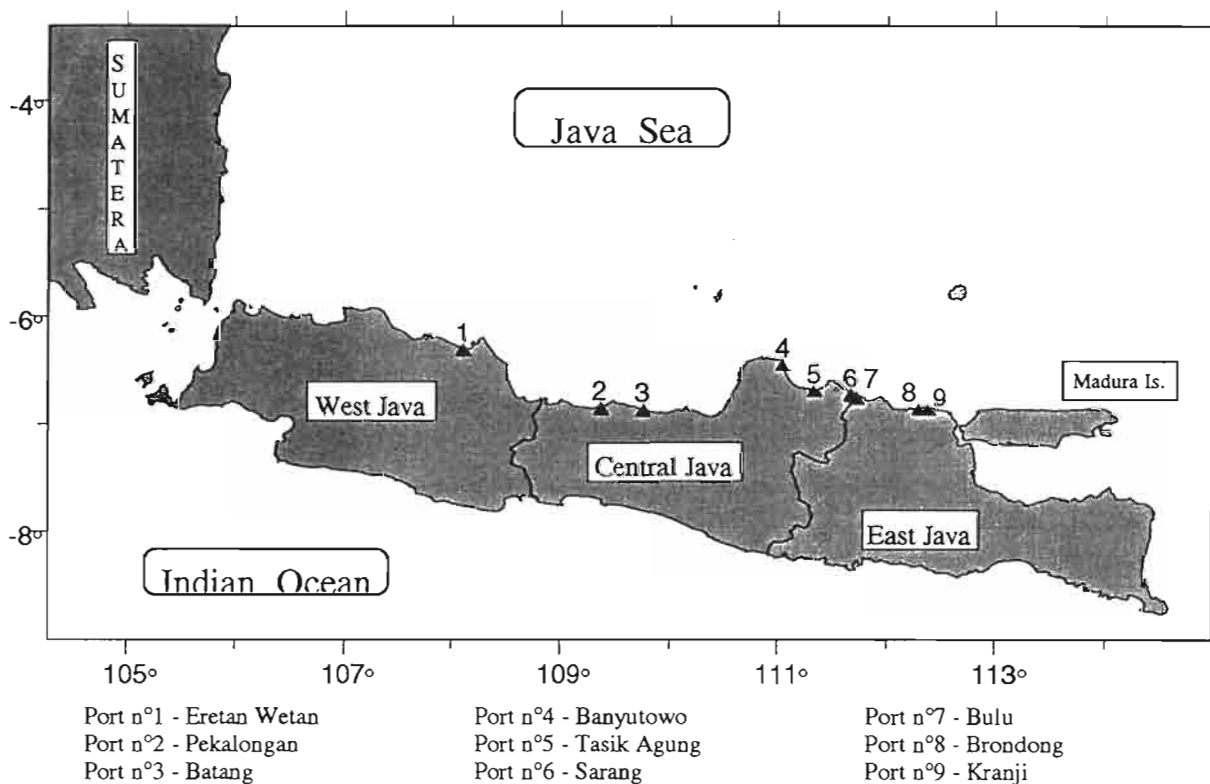 SUMATERA
Java Sea
-4°
-6°
-8°
1
2
3
4
5
6
7
8
9
Madura Is.
West Java
Central Java
East Java
Indian Ocean
105°
107°
109°
111°
113°
Port n°1 - Eretan Wetan
Port n°2 - Pekalongan
Port n°3 - Batang
Port n°4 - Banyutowo
Port n°5 - Tasik Agung
Port n°6 - Sarang
Port n°7 - Bulu
Port n°8 - Brondong
Port n°9 - Kranji